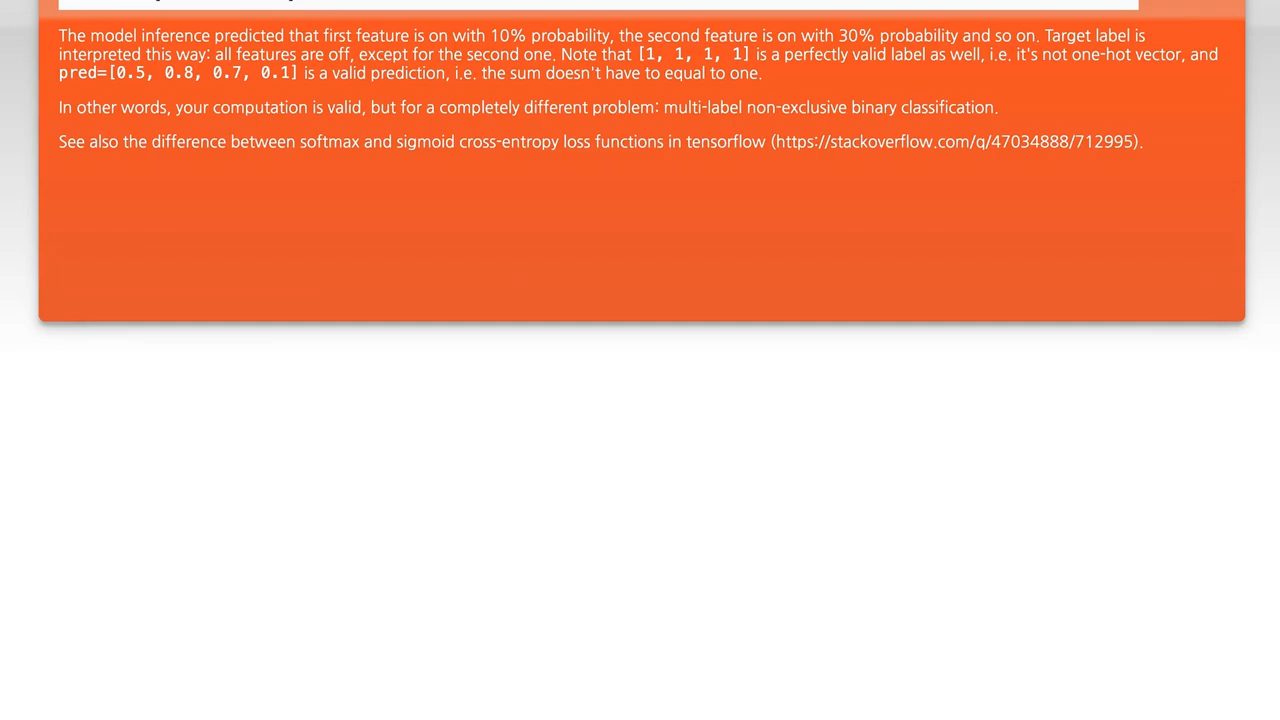 The model inference predicted that first feature is on with 10% probability, the second feature is on with 30% probability and so on. Target label is
interpreted this way: all features are off, except for the second one. Note that [1, 1, 1, 1] is a perfectly valid label as well, i.e. it's not one-hot vector, and
pred=[0.5, 0.8, 0.7, 0.1] is a valid prediction, i.e. the sum doesn't have to equal to one.
In other words, your computation is valid, but for a completely different problem: multi-label non-exclusive binary classification.
See also the difference between softmax and sigmoid cross-entropy loss functions in tensorflow (https://stackoverflow.com/q/47034888/712995).